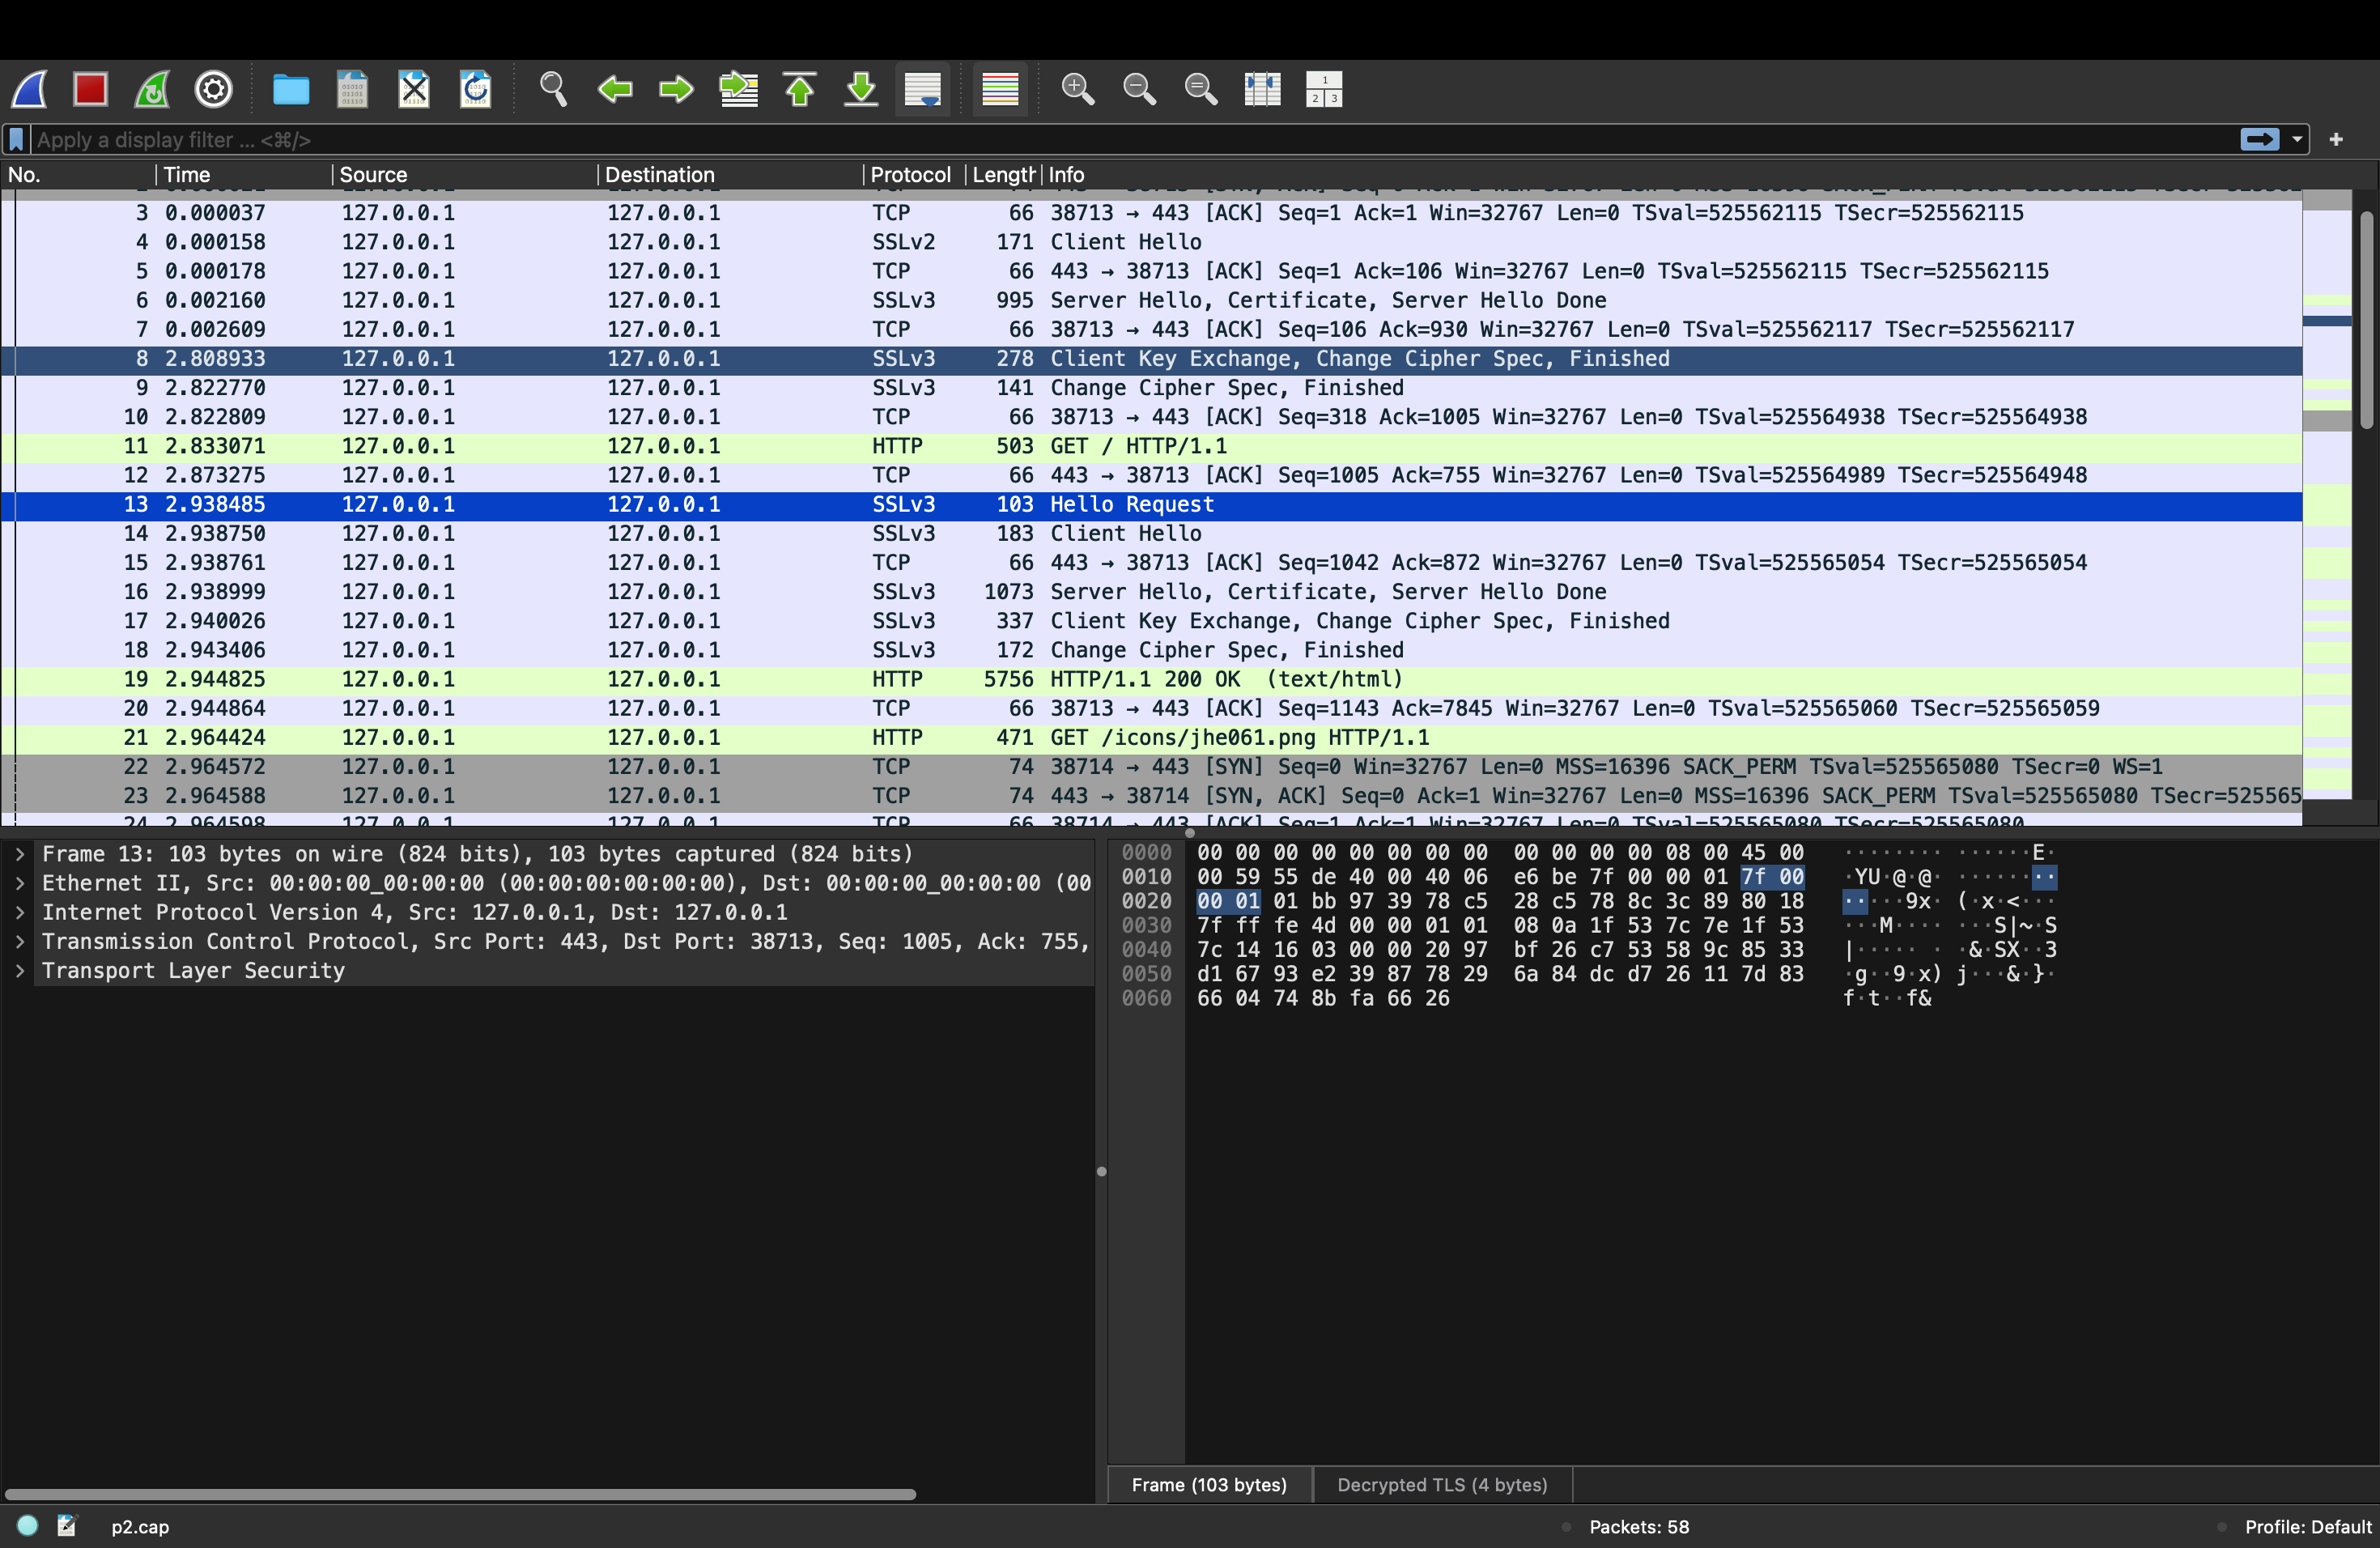 Apply a display filter ... <⌘/>
No. Time Source Destination Protocol Length Info
3 0.000037 127.0.0.1 127.0.0.1 TCP 66 38713 → 443 [ACK] Seq=1 Ack=1 Win=32767 Len=0 TSval=525562115 TSecr=525562115
4 0.000158 127.0.0.1 127.0.0.1 SSLv2 171 Client Hello
5 0.000178 127.0.0.1 127.0.0.1 TCP 66 443 → 38713 [ACK] Seq=1 Ack=106 Win=32767 Len=0 TSval=525562115 TSecr=525562115
6 0.002160 127.0.0.1 127.0.0.1 SSLv3 995 Server Hello, Certificate, Server Hello Done
7 0.002609 127.0.0.1 127.0.0.1 TCP 66 38713 → 443 [ACK] Seq=106 Ack=930 Win=32767 Len=0 TSval=525562117 TSecr=525562117
8 2.808933 127.0.0.1 127.0.0.1 SSLv3 278 Client Key Exchange, Change Cipher Spec, Finished
9 2.822770 127.0.0.1 127.0.0.1 SSLv3 141 Change Cipher Spec, Finished
10 2.822809 127.0.0.1 127.0.0.1 TCP 66 38713 → 443 [ACK] Seq=318 Ack=1005 Win=32767 Len=0 TSval=525564938 TSecr=525564938
11 2.833071 127.0.0.1 127.0.0.1 HTTP 503 GET / HTTP/1.1
12 2.873275 127.0.0.1 127.0.0.1 TCP 66 443 → 38713 [ACK] Seq=1005 Ack=755 Win=32767 Len=0 TSval=525564989 TSecr=525564948
13 2.938485 127.0.0.1 127.0.0.1 SSLv3 103 Hello Request
14 2.938750 127.0.0.1 127.0.0.1 SSLv3 183 Client Hello
15 2.938761 127.0.0.1 127.0.0.1 TCP 66 443 → 38713 [ACK] Seq=1042 Ack=872 Win=32767 Len=0 TSval=525565054 TSecr=525565054
16 2.938999 127.0.0.1 127.0.0.1 SSLv3 1073 Server Hello, Certificate, Server Hello Done
17 2.940026 127.0.0.1 127.0.0.1 SSLv3 337 Client Key Exchange, Change Cipher Spec, Finished
18 2.943406 127.0.0.1 127.0.0.1 SSLv3 172 Change Cipher Spec, Finished
19 2.944825 127.0.0.1 127.0.0.1 HTTP 5756 HTTP/1.1 200 OK (text/html)
20 2.944864 127.0.0.1 127.0.0.1 TCP 66 38713 → 443 [ACK] Seq=1143 Ack=7845 Win=32767 Len=0 TSval=525565060 TSecr=525565059
21 2.964424 127.0.0.1 127.0.0.1 HTTP 471 GET /icons/jhe061.png HTTP/1.1
22 2.964572 127.0.0.1 127.0.0.1 TCP 74 38714 → 443 [SYN] Seq=0 Win=32767 Len=0 MSS=16396 SACK_PERM TSval=525565080 TSecr=0 WS=1
23 2.964588 127.0.0.1 127.0.0.1 TCP 74 443 → 38714 [SYN, ACK] Seq=0 Ack=1 Win=32767 Len=0 MSS=16396 SACK_PERM TSval=525565080 TSecr=525565
24 2.964598 127.0.0.1 127.0.0.1 TCP 66 38714 → 443 [ACK] Seq=1 Ack=1 Win=32767 Len=0 TSval=525565080 TSecr=525565080
Frame 13: 103 bytes on wire (824 bits), 103 bytes captured (824 bits)
Ethernet II, Src: 00:00:00_00:00:00 (00:00:00:00:00:00), Dst: 00:00:00_00:00:00 (00
Internet Protocol Version 4, Src: 127.0.0.1, Dst: 127.0.0.1
Transmission Control Protocol, Src Port: 443, Dst Port: 38713, Seq: 1005, Ack: 755,
Transport Layer Security
0000 00 00 00 00 00 00 00 00 00 00 00 00 08 00 45 00 ········ ······E·
0010 00 59 55 de 40 00 40 06 e6 be 7f 00 00 01 7f 00 ·YU·@·@· ········
0020 00 01 01 bb 97 39 78 c5 28 c5 78 8c 3c 89 80 18 ·····9x· (·x·<···
0030 7f ff fe 4d 00 00 01 01 08 0a 1f 53 7c 7e 1f 53 ···M···· ···S|~·S
0040 7c 14 16 03 00 00 20 97 bf 26 c7 53 58 9c 85 33 |····· · ·&·SX··3
0050 d1 67 93 e2 39 87 78 29 6a 84 dc d7 26 11 7d 83 ·g··9·x) j···&·}·
0060 66 04 74 8b fa 66 26 f·t··f&
Frame (103 bytes) Decrypted TLS (4 bytes)
p2.cap Packets: 58 Profile: Default